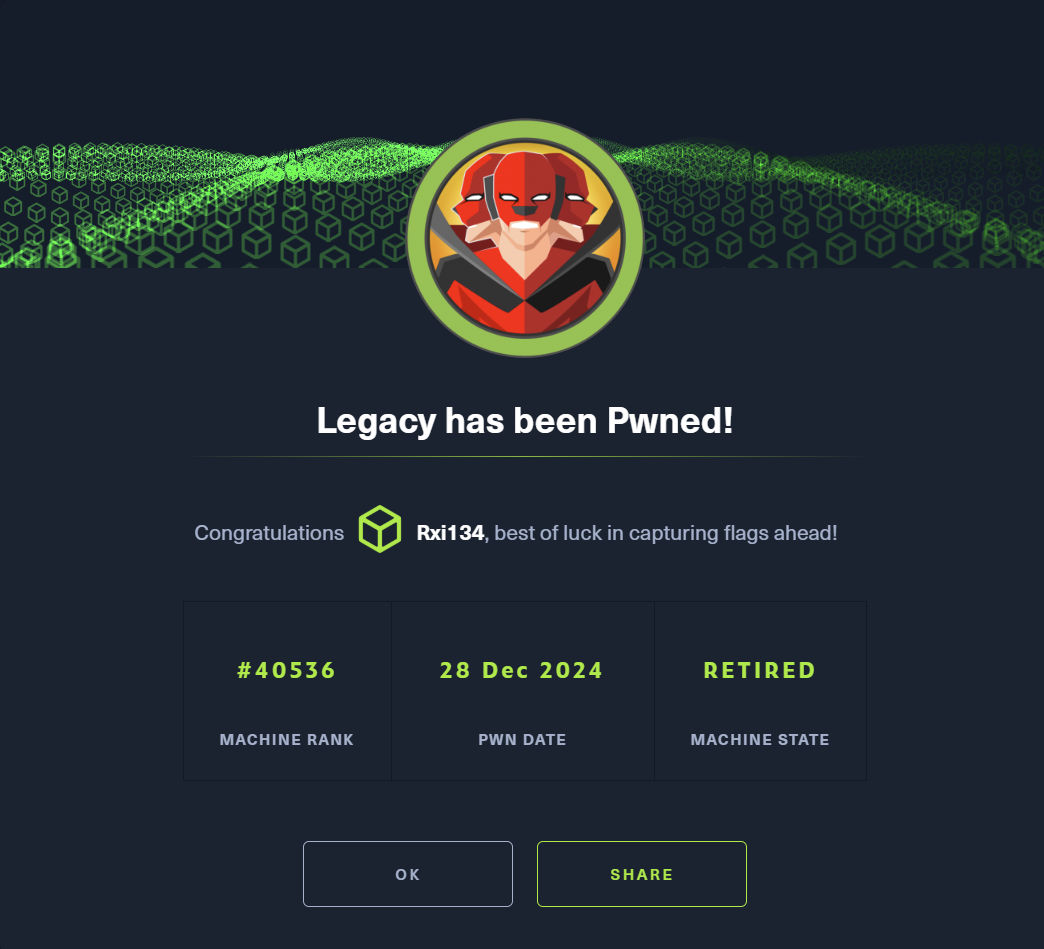 Legacy has been Pwned!
Congratulations Rxi134, best of luck in capturing flags ahead!
#40536
MACHINE RANK
28 Dec 2024
PWN DATE
RETIRED
MACHINE STATE
OK
SHARE